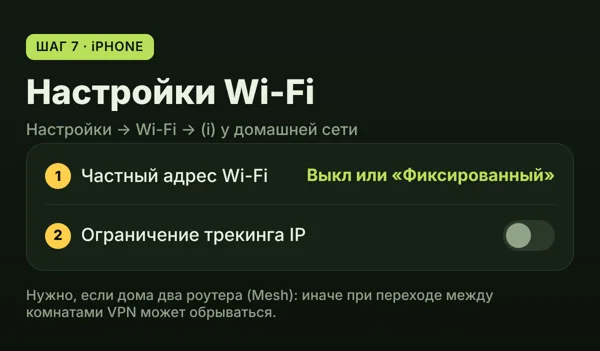 ШАГ 7 · iPHONE
Настройки Wi-Fi
Настройки → Wi-Fi → (i) у домашней сети
1 Частный адрес Wi-Fi Выкл или «Фиксированный»
2 Ограничение трекинга IP
Нужно, если дома два роутера (Mesh): иначе при переходе между
комнатами VPN может обрываться.